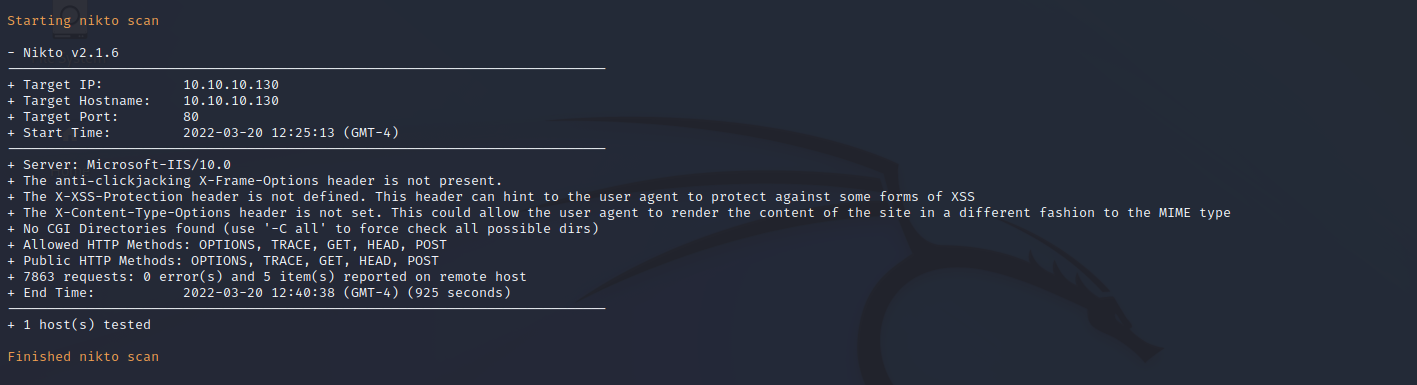 Starting nikto scan
- Nikto v2.1.6
+ Target IP: 10.10.10.130
+ Target Hostname: 10.10.10.130
+ Target Port: 80
+ Start Time: 2022-03-20 12:25:13 (GMT-4)
+ Server: Microsoft-IIS/10.0
+ The anti-clickjacking X-Frame-Options header is not present.
+ The X-XSS-Protection header is not defined. This header can hint to the user agent to protect against some forms of XSS
+ The X-Content-Type-Options header is not set. This could allow the user agent to render the content of the site in a different fashion to the MIME type
+ No CGI Directories found (use '-C all' to force check all possible dirs)
+ Allowed HTTP Methods: OPTIONS, TRACE, GET, HEAD, POST
+ Public HTTP Methods: OPTIONS, TRACE, GET, HEAD, POST
+ 7863 requests: 0 error(s) and 5 item(s) reported on remote host
+ End Time: 2022-03-20 12:40:38 (GMT-4) (925 seconds)
+ 1 host(s) tested
Finished nikto scan